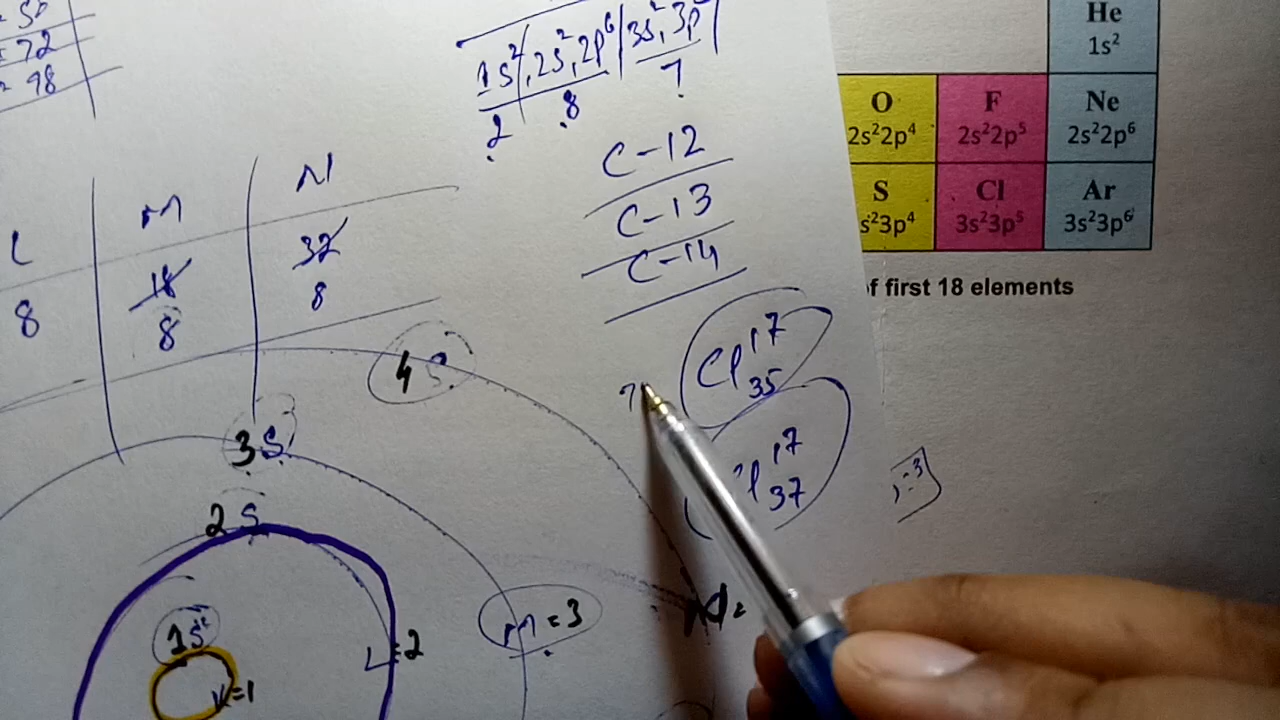 72
98
1s², 2s², 2p⁶ 3s², 3p
2 8 7
L M N
8 18 32
8 8
C-12
C-13
C-14
Cl 17 35
17 37
4S
3S
2S
1S²
K=1
L=2
M=3
He
1s²
O F Ne
2s²2p⁴ 2s²2p⁵ 2s²2p⁶
S Cl Ar
s²3p⁴ 3s²3p⁵ 3s²3p⁶
of first 18 elements